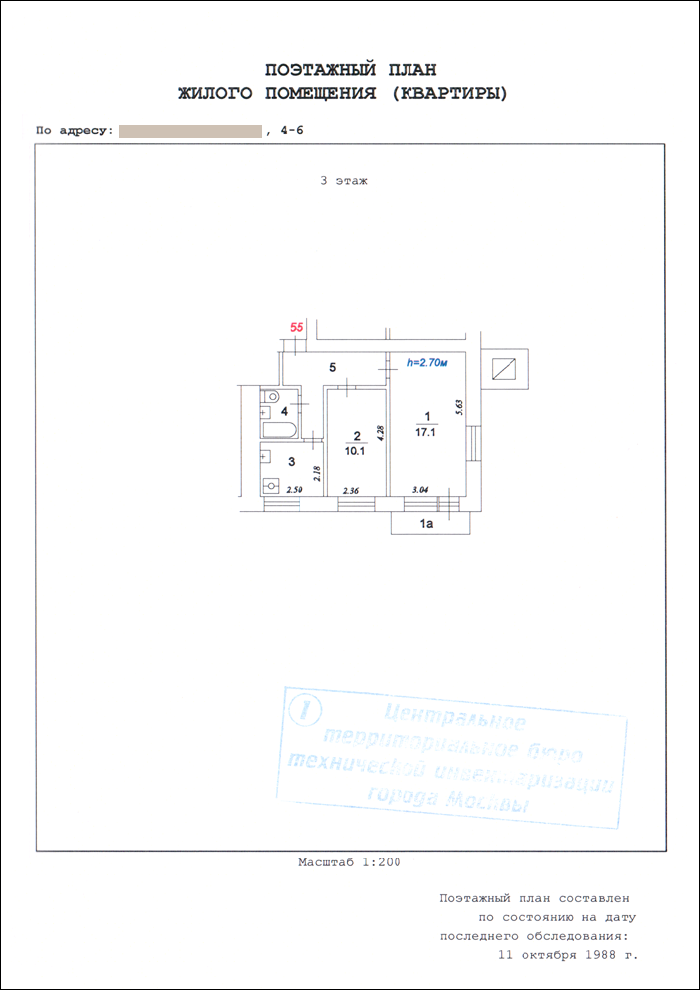 ПОЭТАЖНЫЙ ПЛАН
ЖИЛОГО ПОМЕЩЕНИЯ (КВАРТИРЫ)
По адресу: , 4-6
3 этаж
55
5
h=2.70м
4
1
17.1
5.63
2
10.1
4.28
3
2.18
2.50
2.36
3.04
1а
1
Центральное
территориальное бюро
технической инвентаризации
города Москвы
Масштаб 1:200
Поэтажный план составлен
по состоянию на дату
последнего обследования:
11 октября 1988 г.